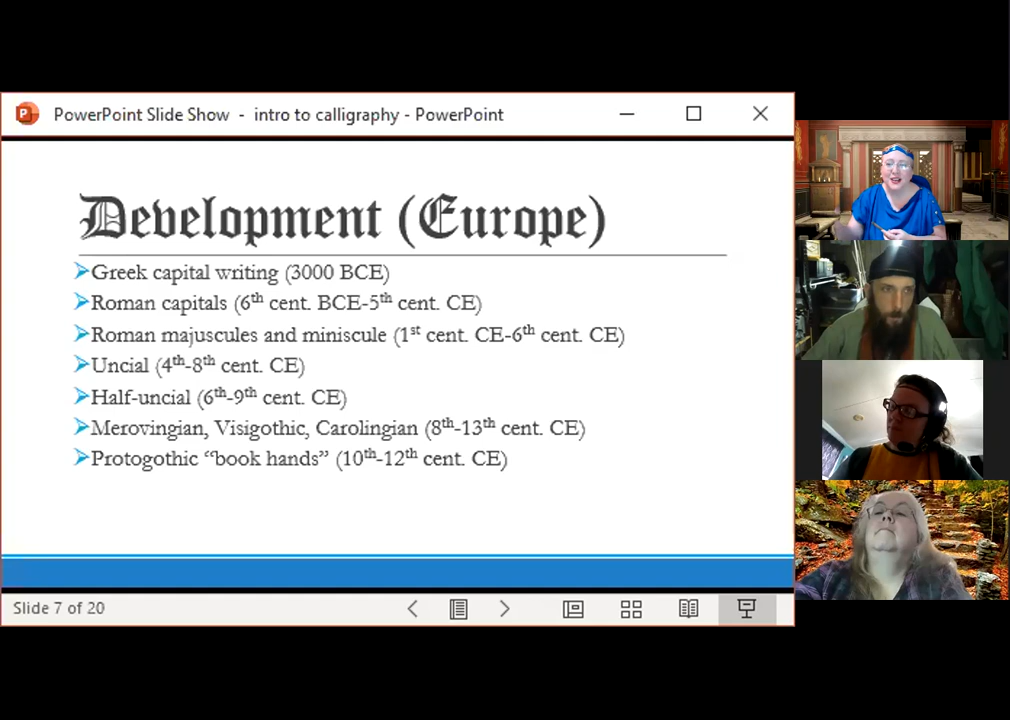 PowerPoint Slide Show - intro to calligraphy - PowerPoint
Development (Europe)
Greek capital writing (3000 BCE)
Roman capitals (6th cent. BCE-5th cent. CE)
Roman majuscules and miniscule (1st cent. CE-6th cent. CE)
Uncial (4th-8th cent. CE)
Half-uncial (6th-9th cent. CE)
Merovingian, Visigothic, Carolingian (8th-13th cent. CE)
Protogothic “book hands” (10th-12th cent. CE)
Slide 7 of 20